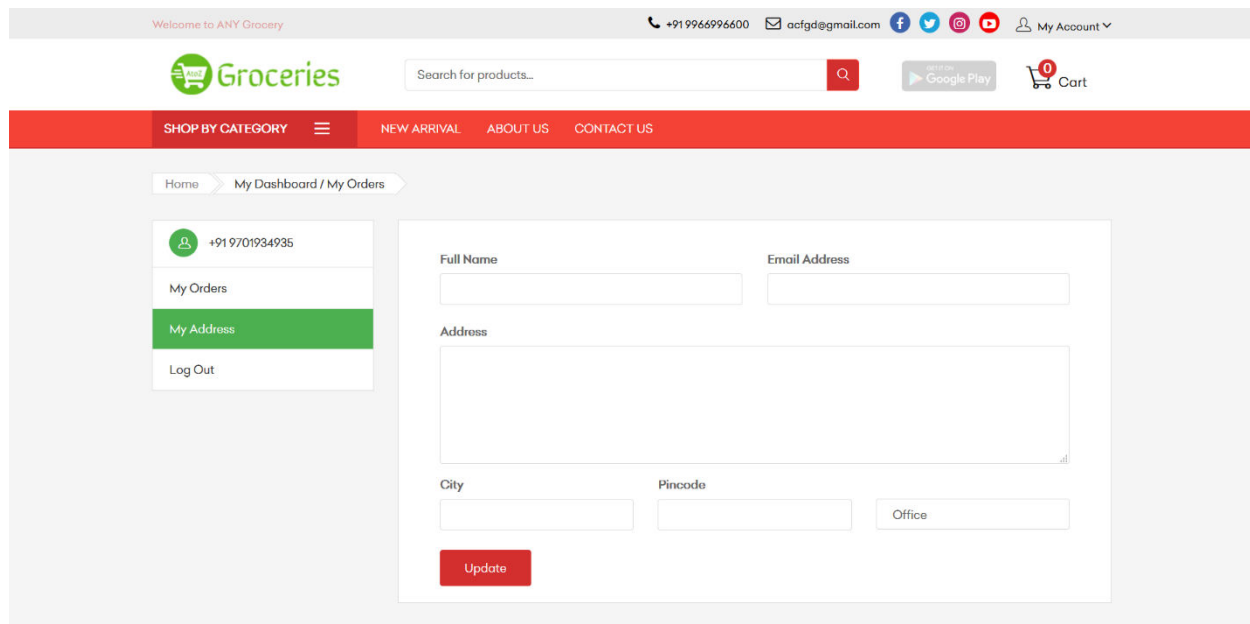 Welcome to ANY Grocery +91 9966996600 acfgd@gmail.com My Account
AtoZ Groceries Search for products... GET IT ON Google Play 0 Cart
SHOP BY CATEGORY NEW ARRIVAL ABOUT US CONTACT US
Home My Dashboard / My Orders
+91 9701934935
My Orders
My Address
Log Out
Full Name Email Address
Address
City Pincode
Office
Update